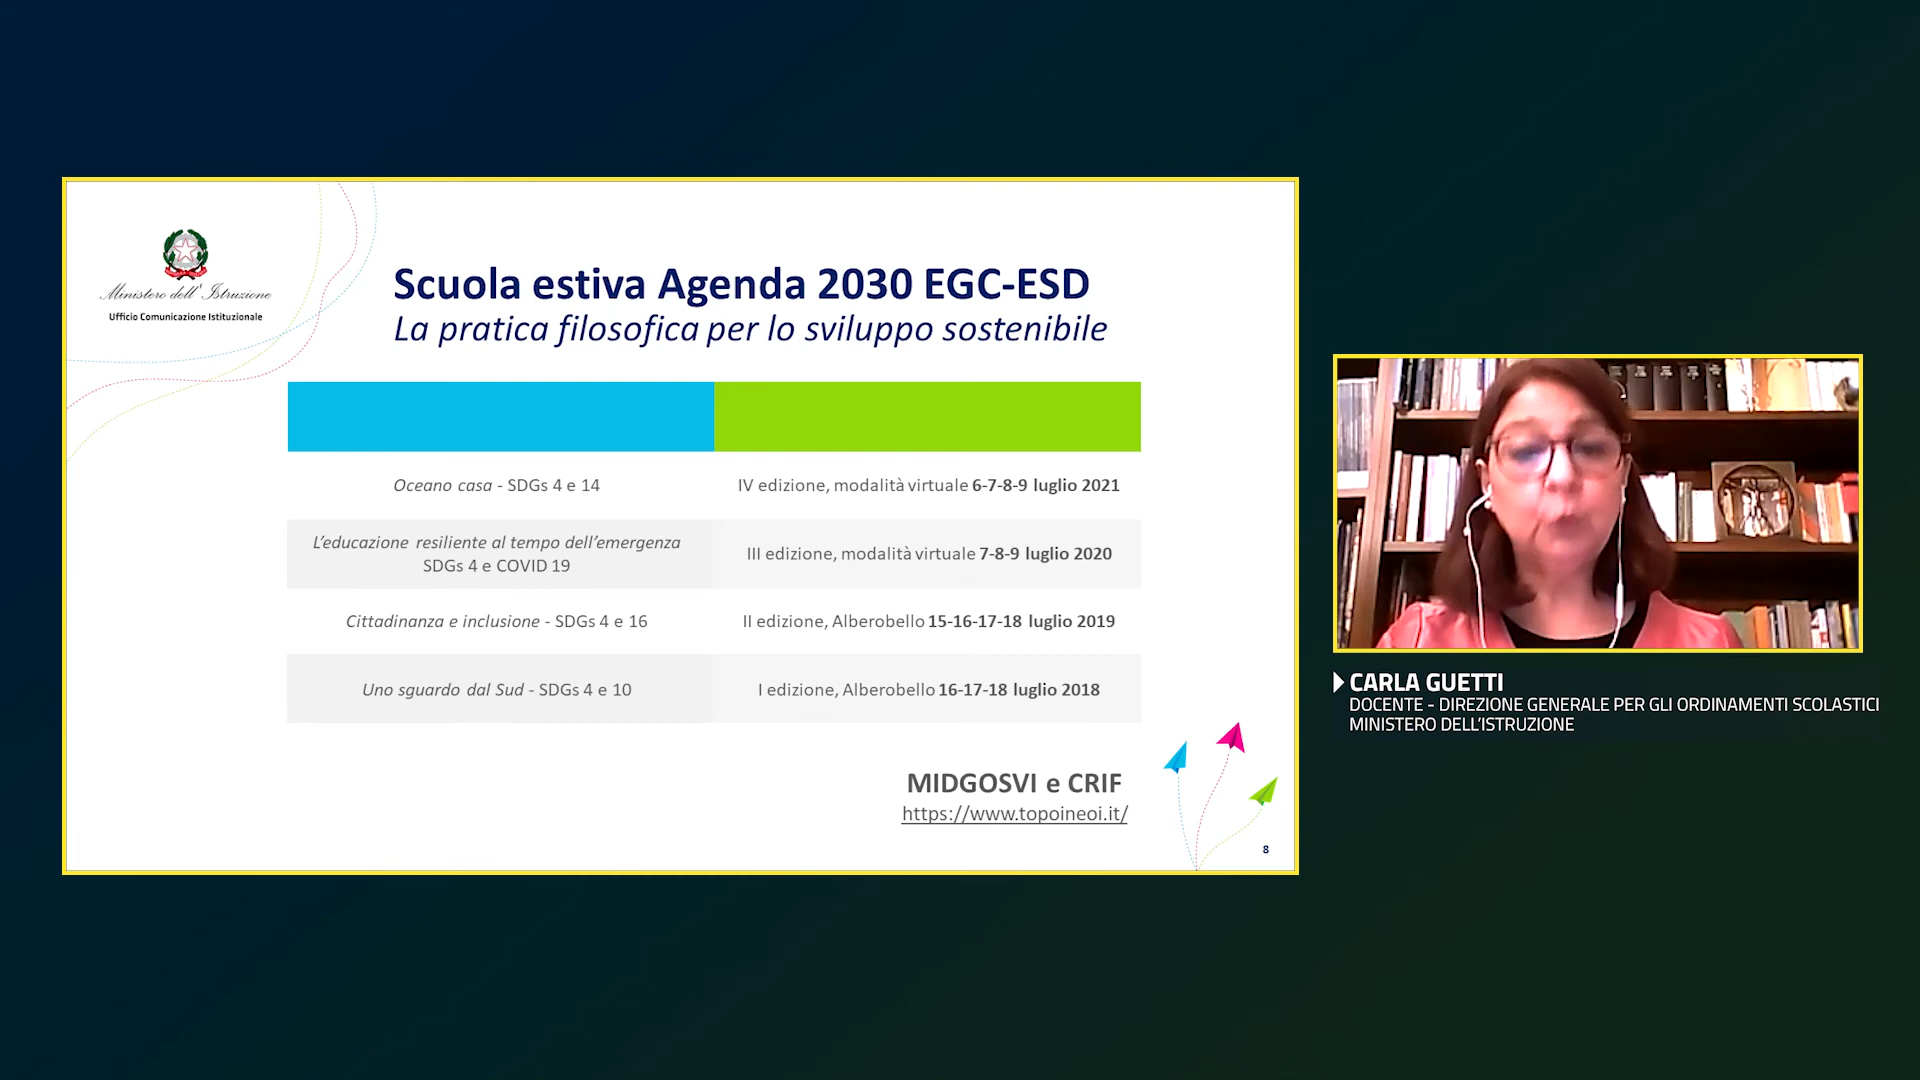 Ministero dell'Istruzione
Ufficio Comunicazione Istituzionale
Scuola estiva Agenda 2030 EGC-ESD
La pratica filosofica per lo sviluppo sostenibile
Oceano casa - SDGs 4 e 14
IV edizione, modalità virtuale 6-7-8-9 luglio 2021
L'educazione resiliente al tempo dell'emergenza
SDGs 4 e COVID 19
III edizione, modalità virtuale 7-8-9 luglio 2020
Cittadinanza e inclusione - SDGs 4 e 16
II edizione, Alberobello 15-16-17-18 luglio 2019
Uno sguardo dal Sud - SDGs 4 e 10
I edizione, Alberobello 16-17-18 luglio 2018
MIDGOSVI e CRIF
https://www.topoineoi.it/
8
CARLA GUETTI
DOCENTE - DIREZIONE GENERALE PER GLI ORDINAMENTI SCOLASTICI
MINISTERO DELL'ISTRUZIONE